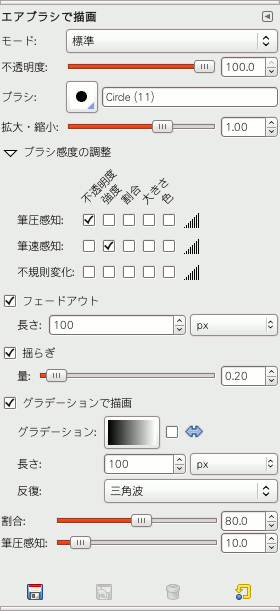 エアブラシで描画
モード: 標準
不透明度: 100.0
ブラシ: Circle (11)
拡大・縮小: 1.00
ブラシ感度の調整
不透明度 強度 割合 大きさ 色
筆圧感知:
筆速感知:
不規則変化:
フェードアウト
長さ: 100 px
揺らぎ
量: 0.20
グラデーションで描画
グラデーション:
長さ: 100 px
反復: 三角波
割合: 80.0
筆圧感知: 10.0